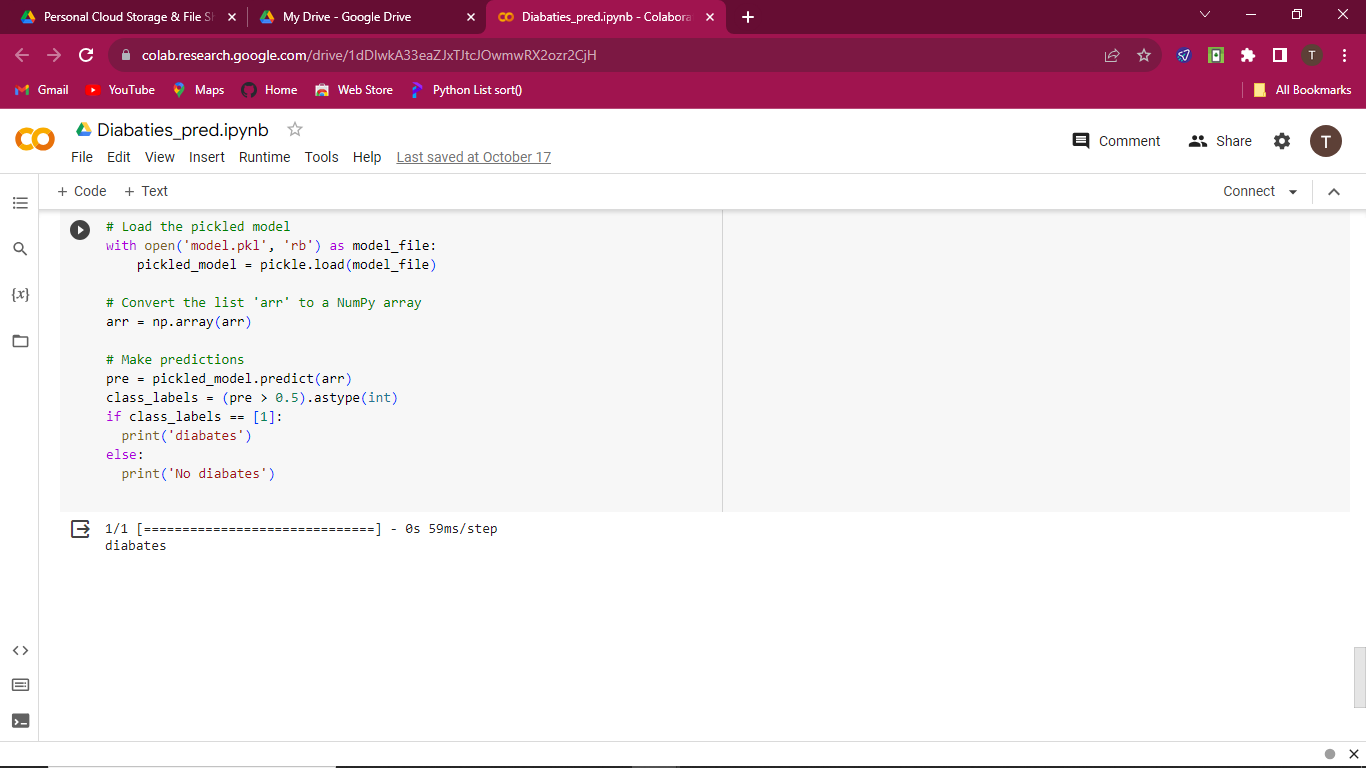 Personal Cloud Storage & File Sh
My Drive - Google Drive
Diabaties_pred.ipynb - Colabora
colab.research.google.com/drive/1dDIwkA33eaZJxTJtcJOwmwRX2ozr2CjH
T
Gmail YouTube Maps Home Web Store Python List sort() All Bookmarks
Diabaties_pred.ipynb
File Edit View Insert Runtime Tools Help Last saved at October 17
Comment Share T
+ Code + Text Connect
# Load the pickled model
with open('model.pkl', 'rb') as model_file:
    pickled_model = pickle.load(model_file)
# Convert the list 'arr' to a NumPy array
arr = np.array(arr)
# Make predictions
pre = pickled_model.predict(arr)
class_labels = (pre > 0.5).astype(int)
if class_labels == [1]:
  print('diabates')
else:
  print('No diabates')
{x}
1/1 [==============================] - 0s 59ms/step
diabates